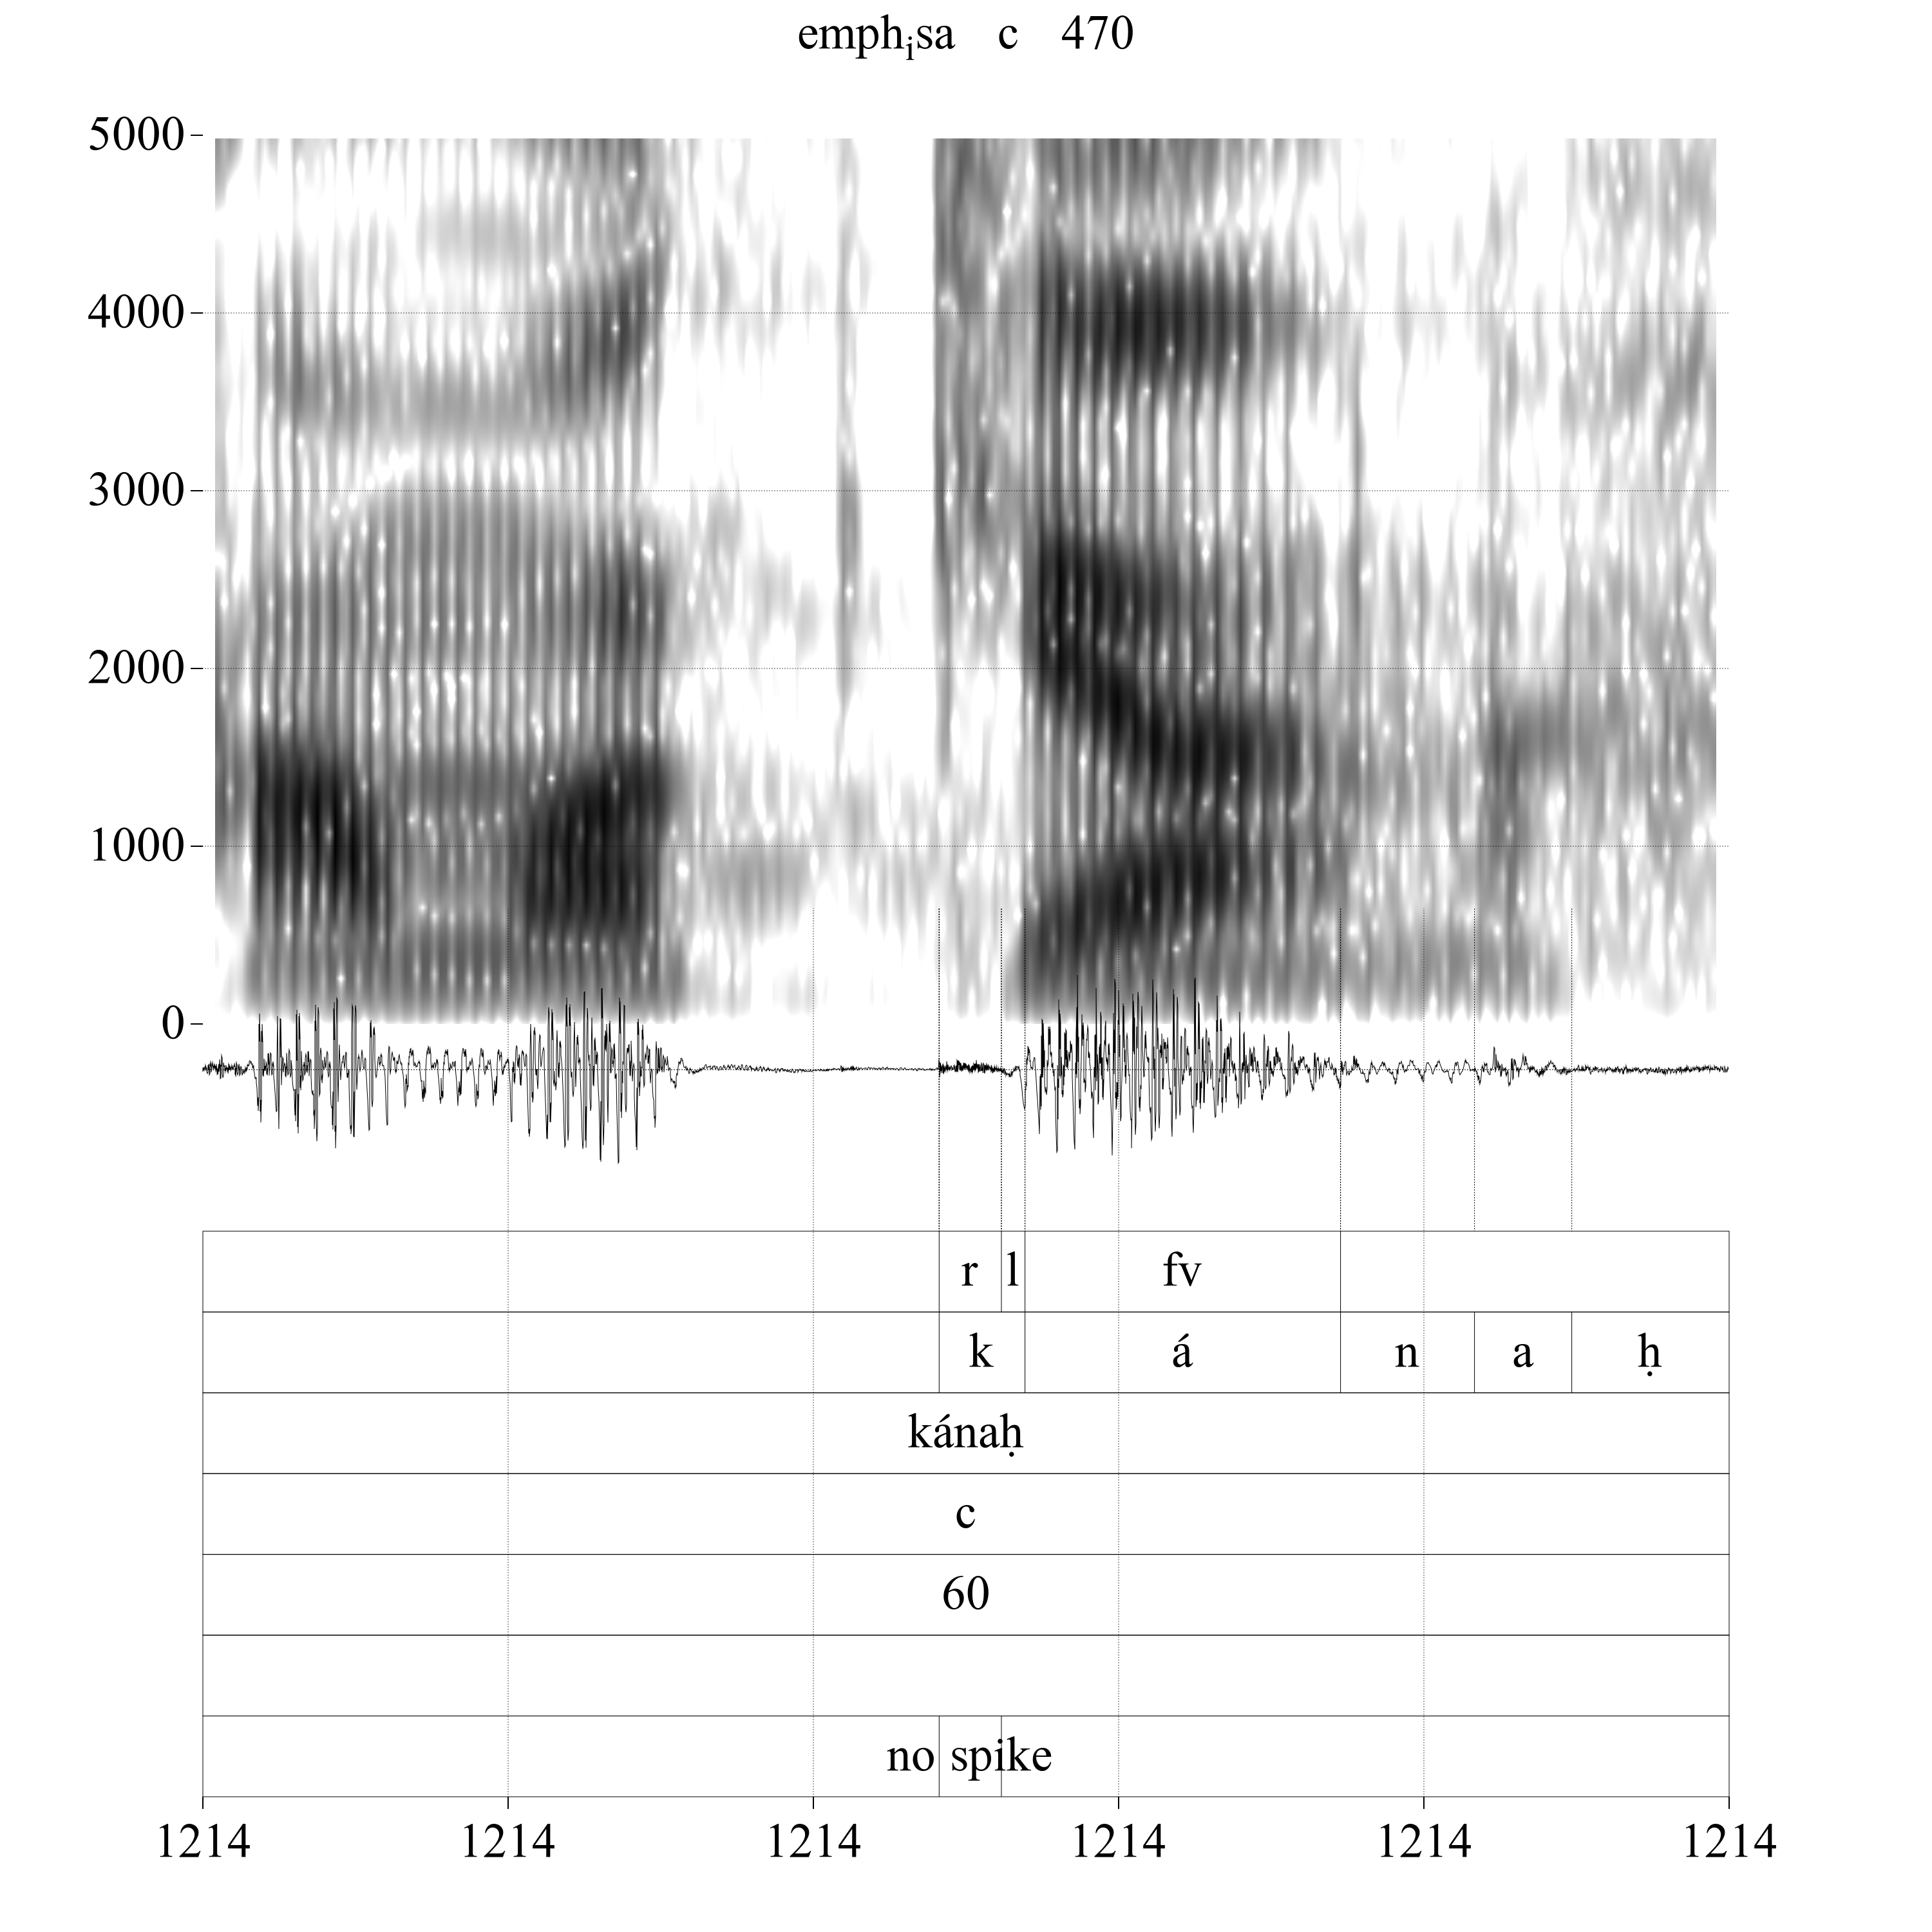 emphᵢsa c 470
5000
4000
3000
2000
1000
0
r l fv
k á n a ḥ
kánaḥ
c
60
no spike
1214 1214 1214 1214 1214 1214